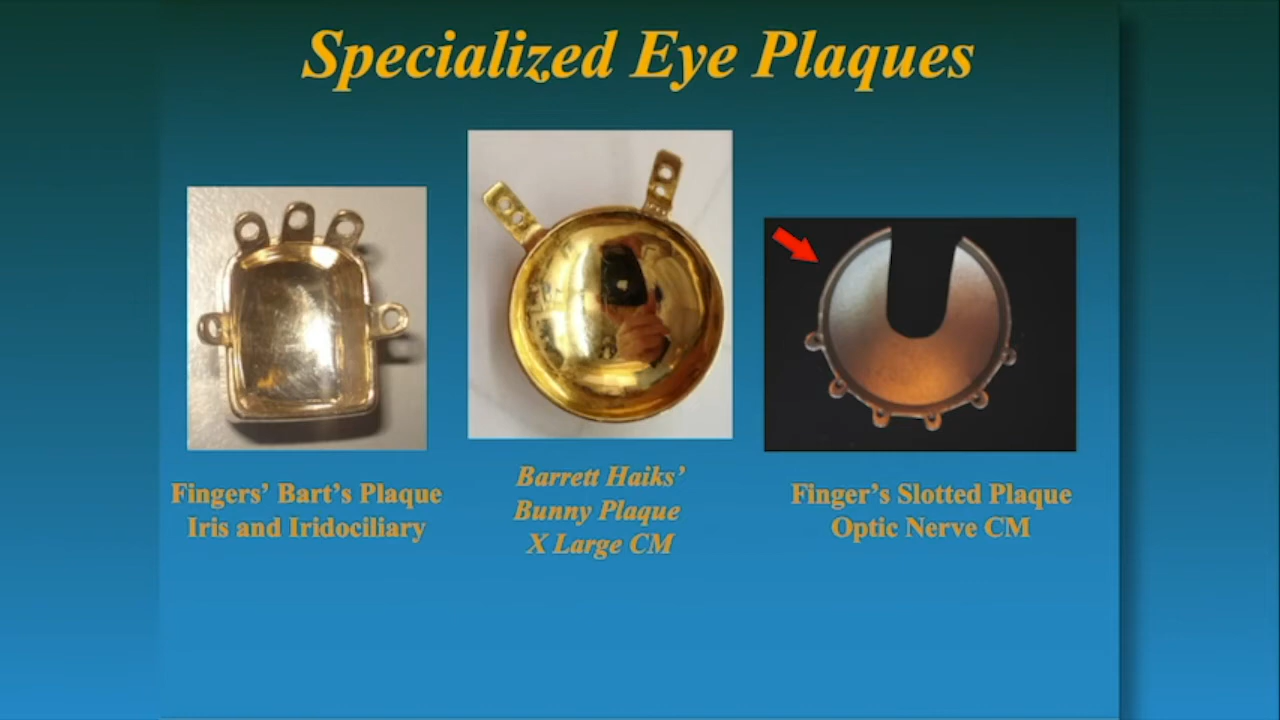 Specialized Eye Plaques
Fingers’ Bart’s Plaque
Iris and Iridociliary
Barrett Haiks’
Bunny Plaque
X Large CM
Finger’s Slotted Plaque
Optic Nerve CM